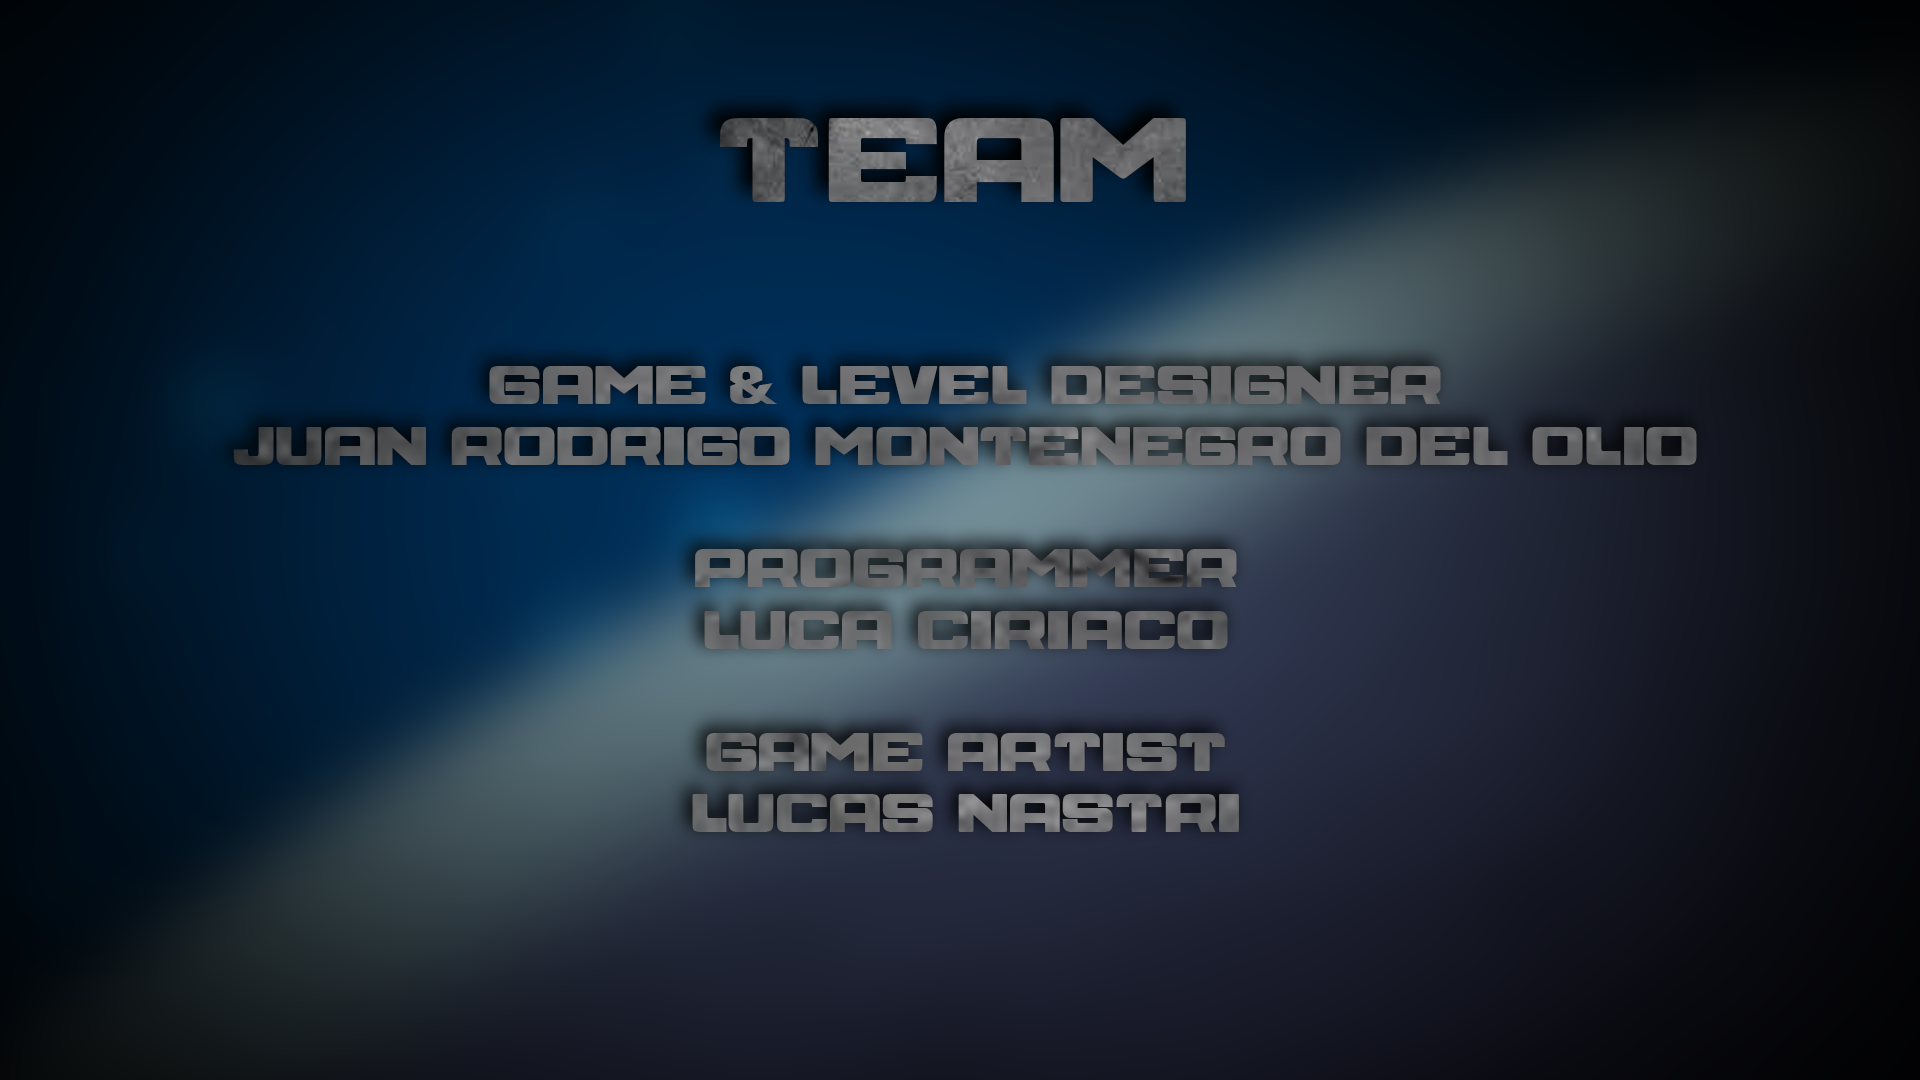 TEAM
GAME & LEVEL DESIGNER
JUAN RODRIGO MONTENEGRO DEL OLIO
PROGRAMMER
LUCA CIRIACO
GAME ARTIST
LUCAS NASTRI